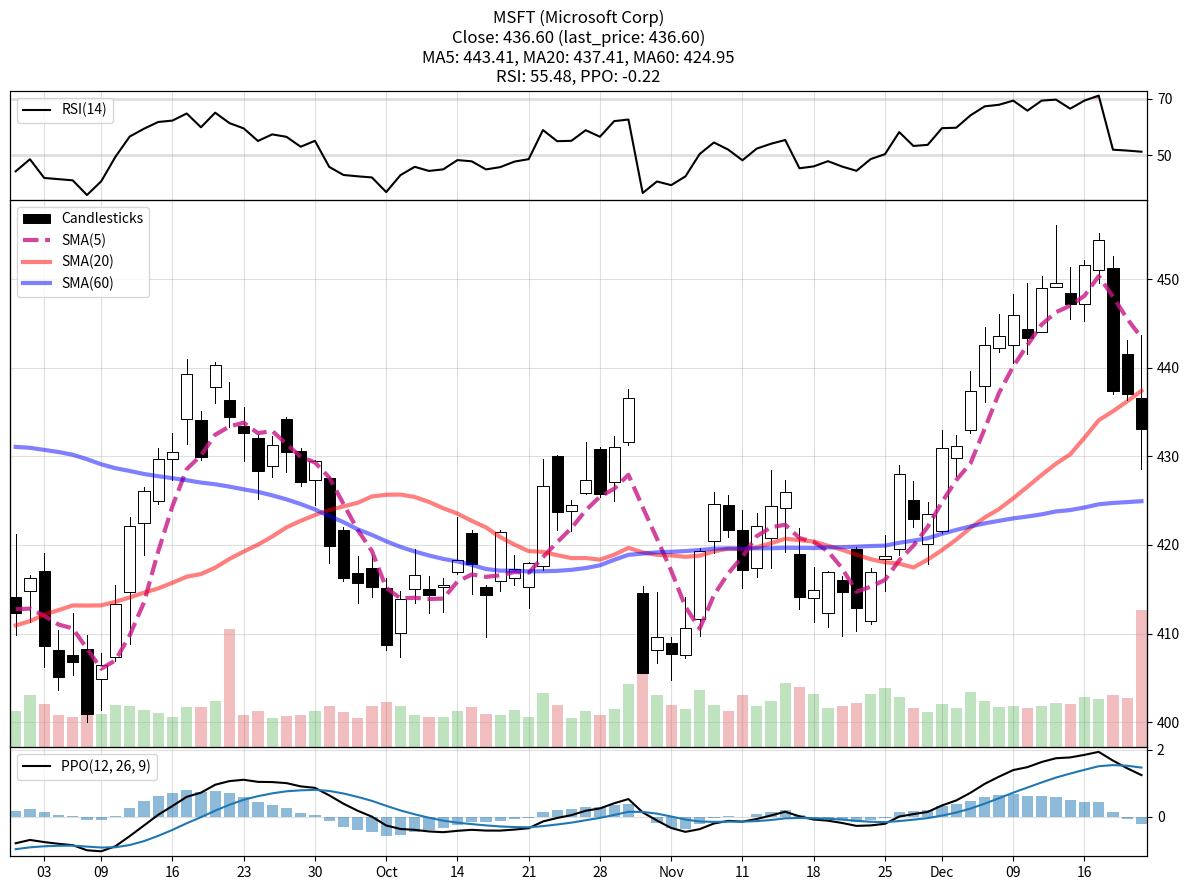 MSFT (Microsoft Corp)
Close: 436.60 (last_price: 436.60)
MA5: 443.41, MA20: 437.41, MA60: 424.95
RSI: 55.48, PPO: -0.22
RSI(14)
70
50
Candlesticks
SMA(5)
SMA(20)
SMA(60)
450
440
430
420
410
400
PPO(12, 26, 9)
2
0
03 09 16 23 30 Oct 14 21 28 Nov 11 18 25 Dec 09 16